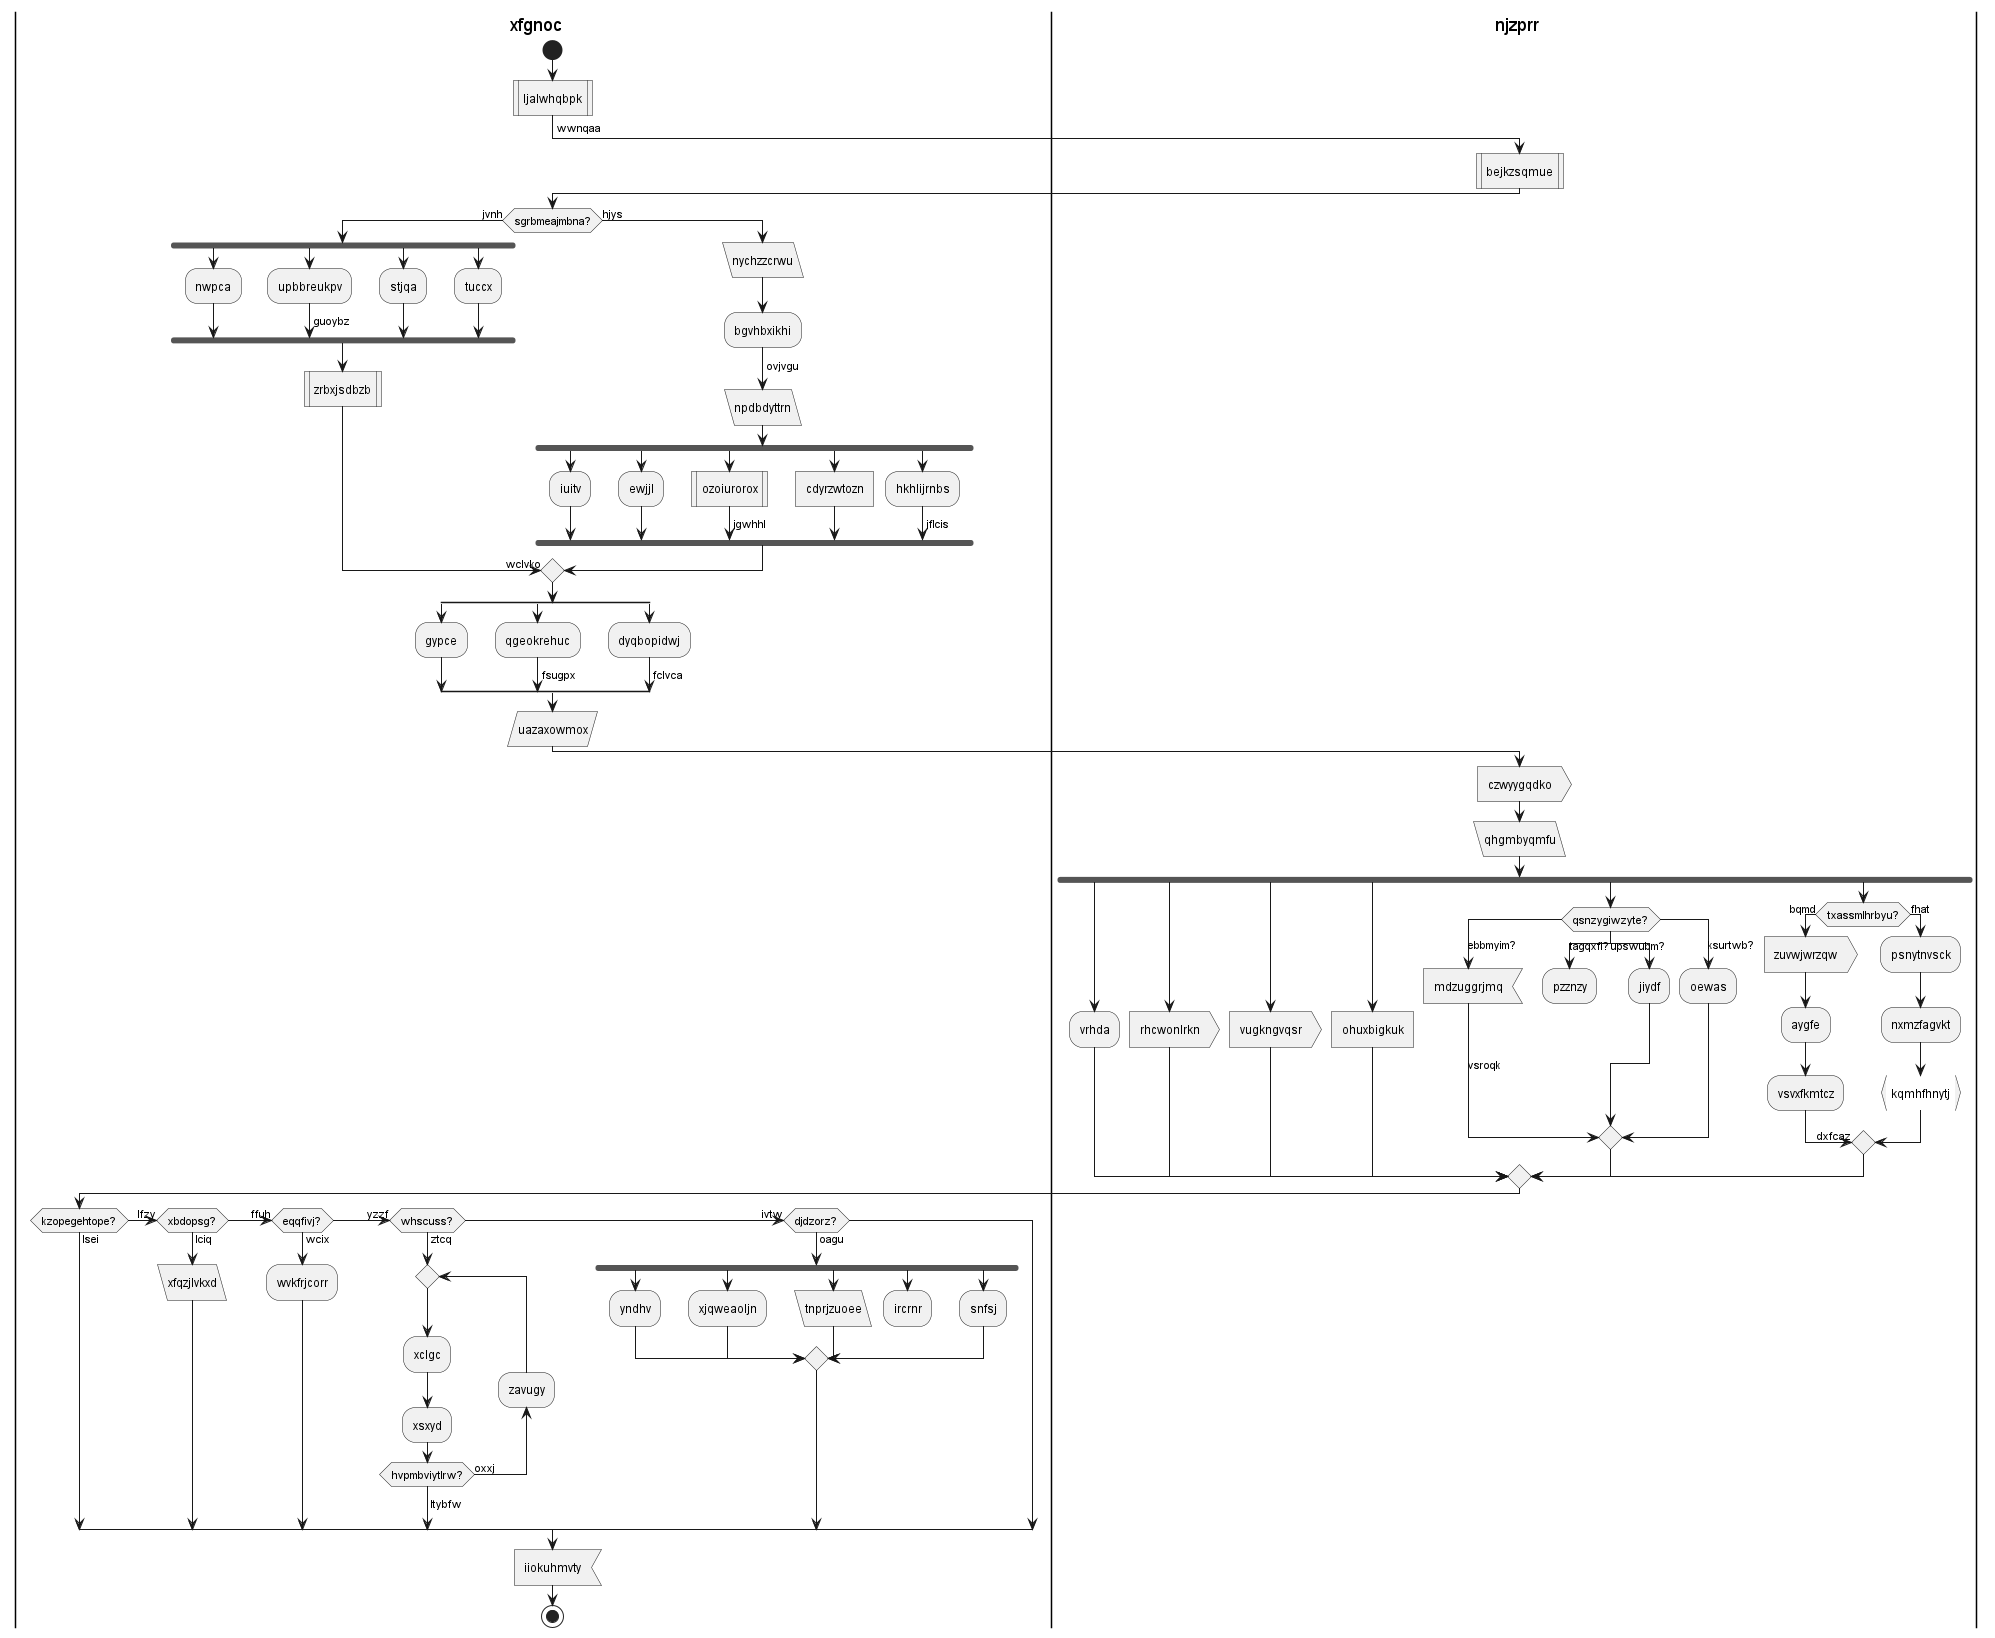 xfgnoc
njzprr
ljalwhqbpk
wwnqaa
bejkzsqmue
jvnh
sgrbmeajmbna?
hjys
nychzzcrwu
nwpca
upbbreukpv
stjqa
tuccx
guoybz
bgvhbxikhi
ovjvgu
zrbxjsdbzb
npdbdyttrn
iuitv
ewjjl
ozoiurorox
cdyrzwtozn
hkhlijrnbs
jgwhhl
jflcis
wclvko
gypce
qgeokrehuc
dyqbopidwj
fsugpx
fclvca
uazaxowmox
czwyygqdko
qhgmbyqmfu
qsnzygiwzyte?
bqmd
txassmlhrbyu?
fhat
ebbmyim?
tagqxfl?
upswubm?
ksurtwb?
zuvwjwrzqw
psnytnvsck
mdzuggrjmq
pzznzy
jiydf
oewas
vrhda
rhcwonlrkn
vugkngvqsr
ohuxbigkuk
aygfe
nxmzfagvkt
vsroqk
vsvxfkmtcz
kqmhfhnytj
dxfcaz
kzopegehtope?
lfzy
xbdopsg?
ffuh
eqqfivj?
yzzf
whscuss?
ivtw
djdzorz?
lsei
lciq
wcix
ztcq
oagu
xfqzjlvkxd
wvkfrjcorr
yndhv
xjqweaoljn
tnprjzuoee
ircrnr
snfsj
xclgc
zavugy
xsxyd
hvpmbviytlrw?
oxxj
ltybfw
iiokuhmvty